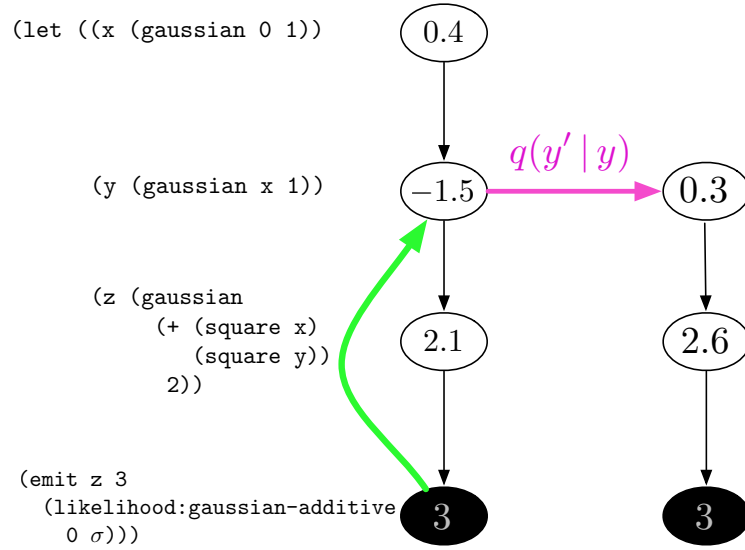 (let ((x (gaussian 0 1))
0.4
q(y′ | y)
(y (gaussian x 1))
−1.5
0.3
(z (gaussian
(+ (square x)
(square y))
2))
2.1
2.6
(emit z 3
(likelihood:gaussian-additive
0 σ)))
3
3